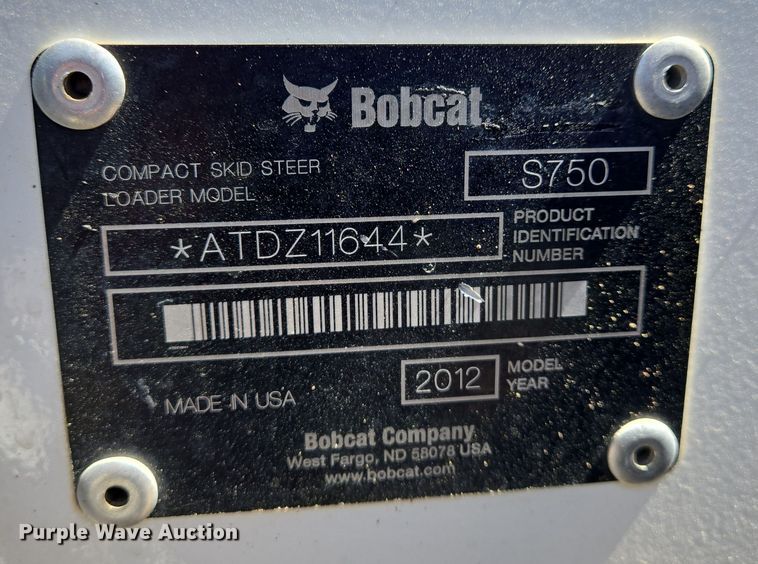 Bobcat.
COMPACT SKID STEER
LOADER MODEL
S750
*ATDZ11644*
PRODUCT
IDENTIFICATION
NUMBER
MADE IN USA
2012
MODEL
YEAR
Bobcat Company
West Fargo, ND 58078 USA
www.bobcat.com
Purple Wave Auction